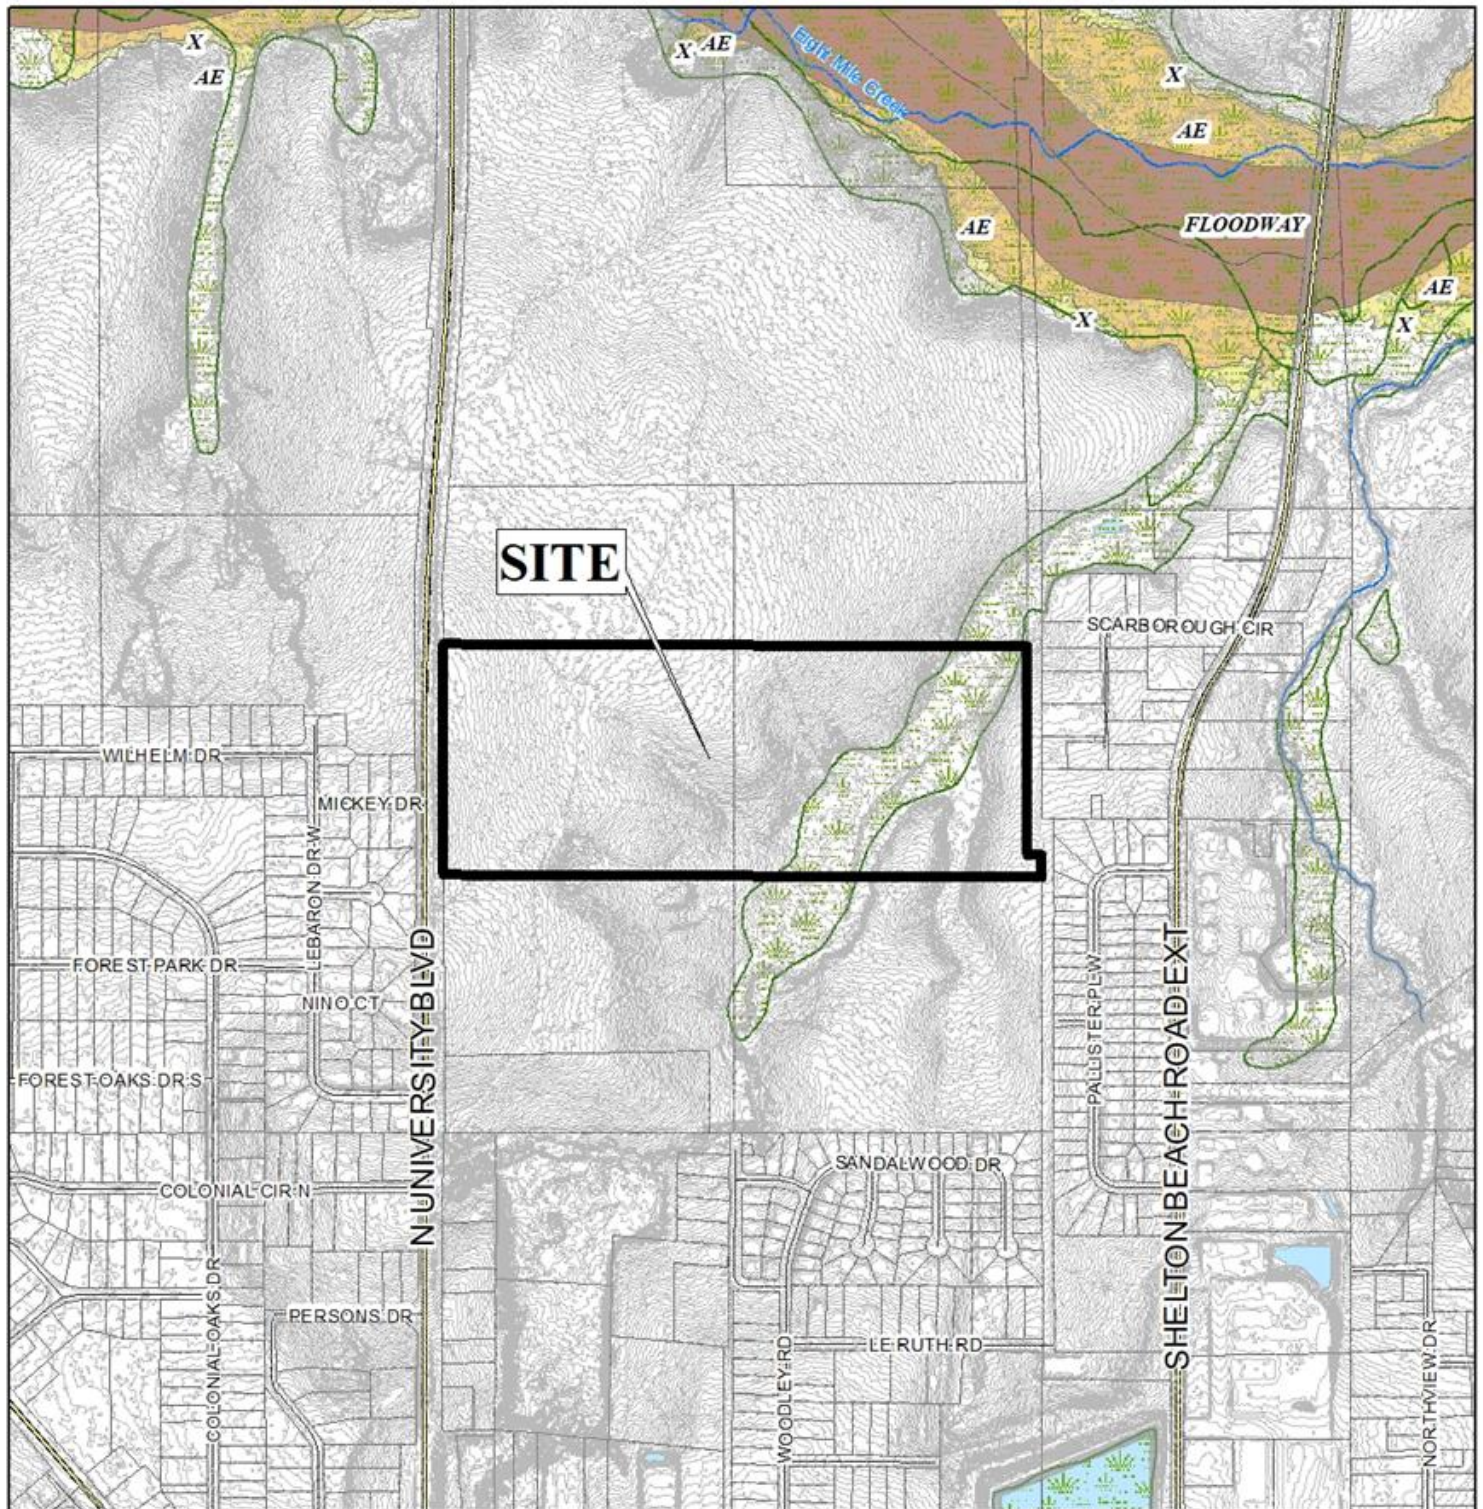 X
AE
X
AE
Eight Mile Creek
X
AE
AE
FLOODWAY
AE
X
X
SITE
SCARBOROUGH CIR
WILHELM DR
MICKEY DR
LEBARON DR W
FOREST PARK DR
NINO CT
N UNIVERSITY BLVD
PALLISTER PL W
SHELTON BEACH ROAD EXT
FOREST OAKS DR S
SANDALWOOD DR
COLONIAL CIR N
COLONIAL OAKS DR
PERSONS DR
WOODLEY RD
LE RUTH RD
NORTHVIEW DR